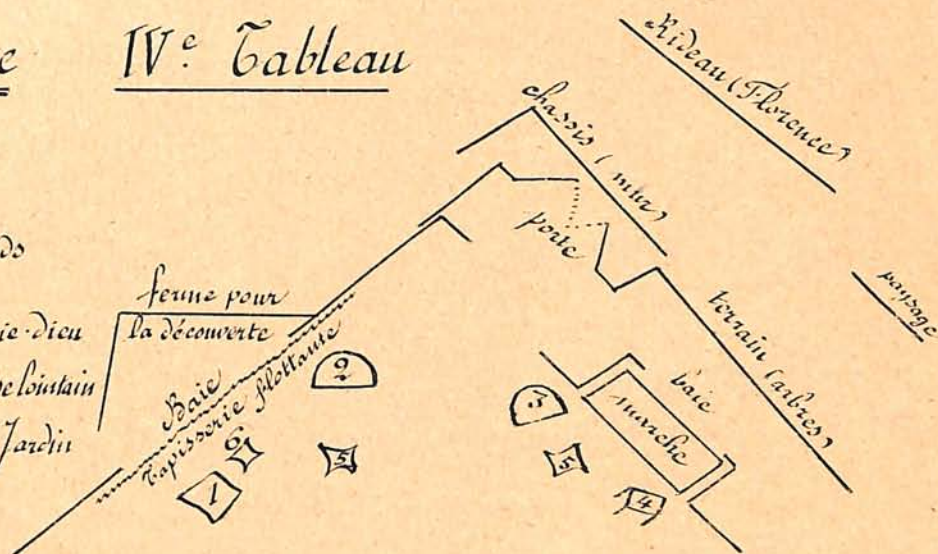 IVe. Tableau
Rideau (Florence)
chassis (mur)
porte
paysage
terrain (arbres)
ferme pour
la découverte
Baie
Tapisserie flottante
baie
marche
ie-dieu
lointain
Jardin
1
6
2
5
3
5
4